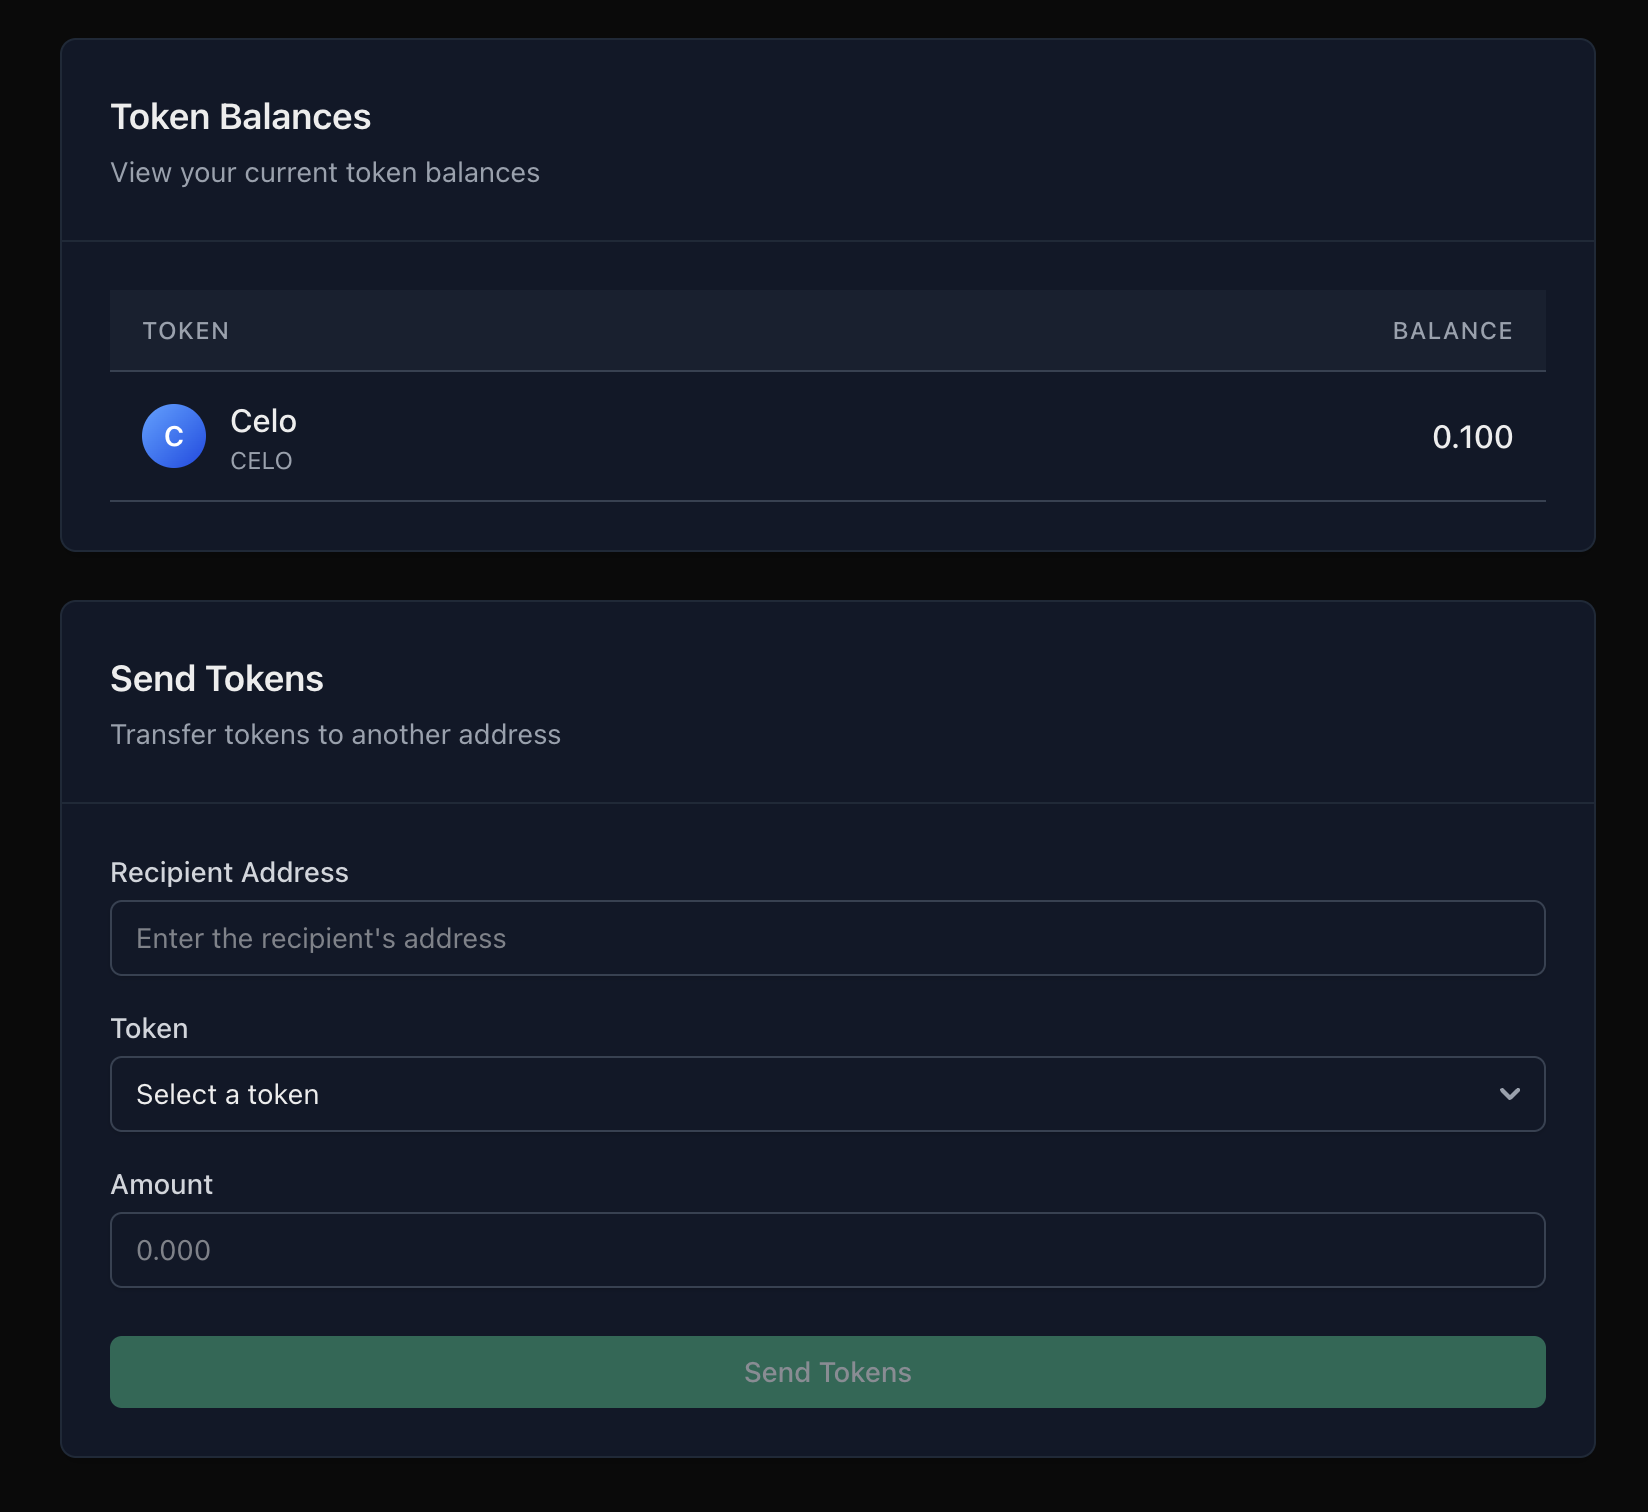 Token Balances
View your current token balances
TOKEN BALANCE
C
Celo
CELO
0.100
Send Tokens
Transfer tokens to another address
Recipient Address
Enter the recipient's address
Token
Select a token
Amount
0.000
Send Tokens